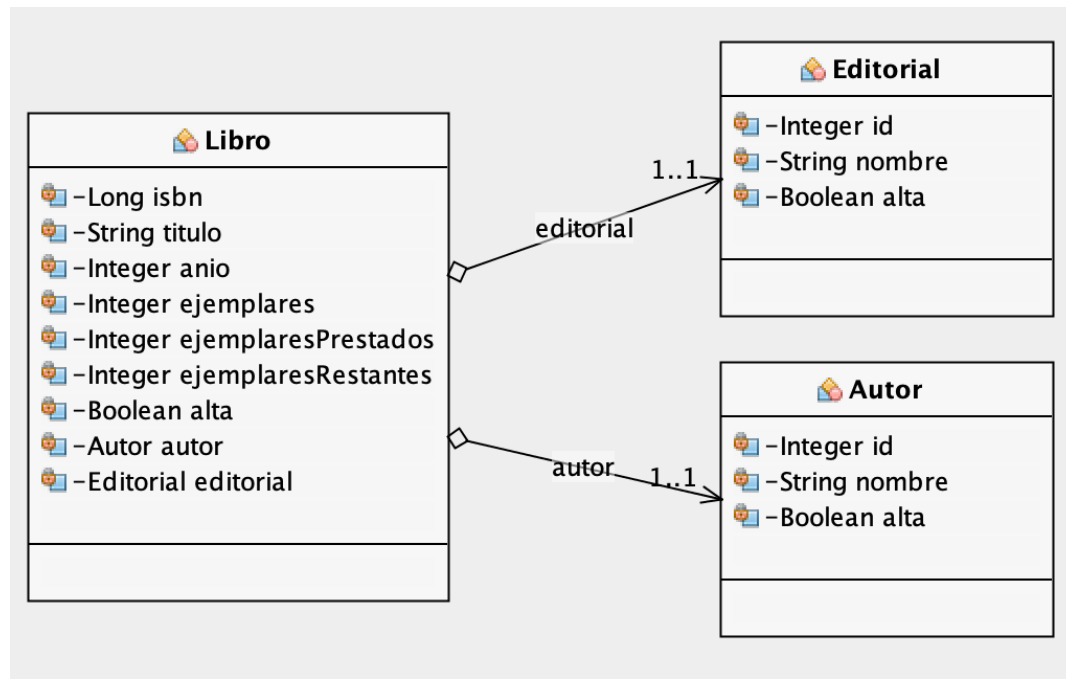 Libro
-Long isbn
-String titulo
-Integer anio
-Integer ejemplares
-Integer ejemplaresPrestados
-Integer ejemplaresRestantes
-Boolean alta
-Autor autor
-Editorial editorial
editorial
1..1
autor
1..1
Editorial
-Integer id
-String nombre
-Boolean alta
Autor
-Integer id
-String nombre
-Boolean alta